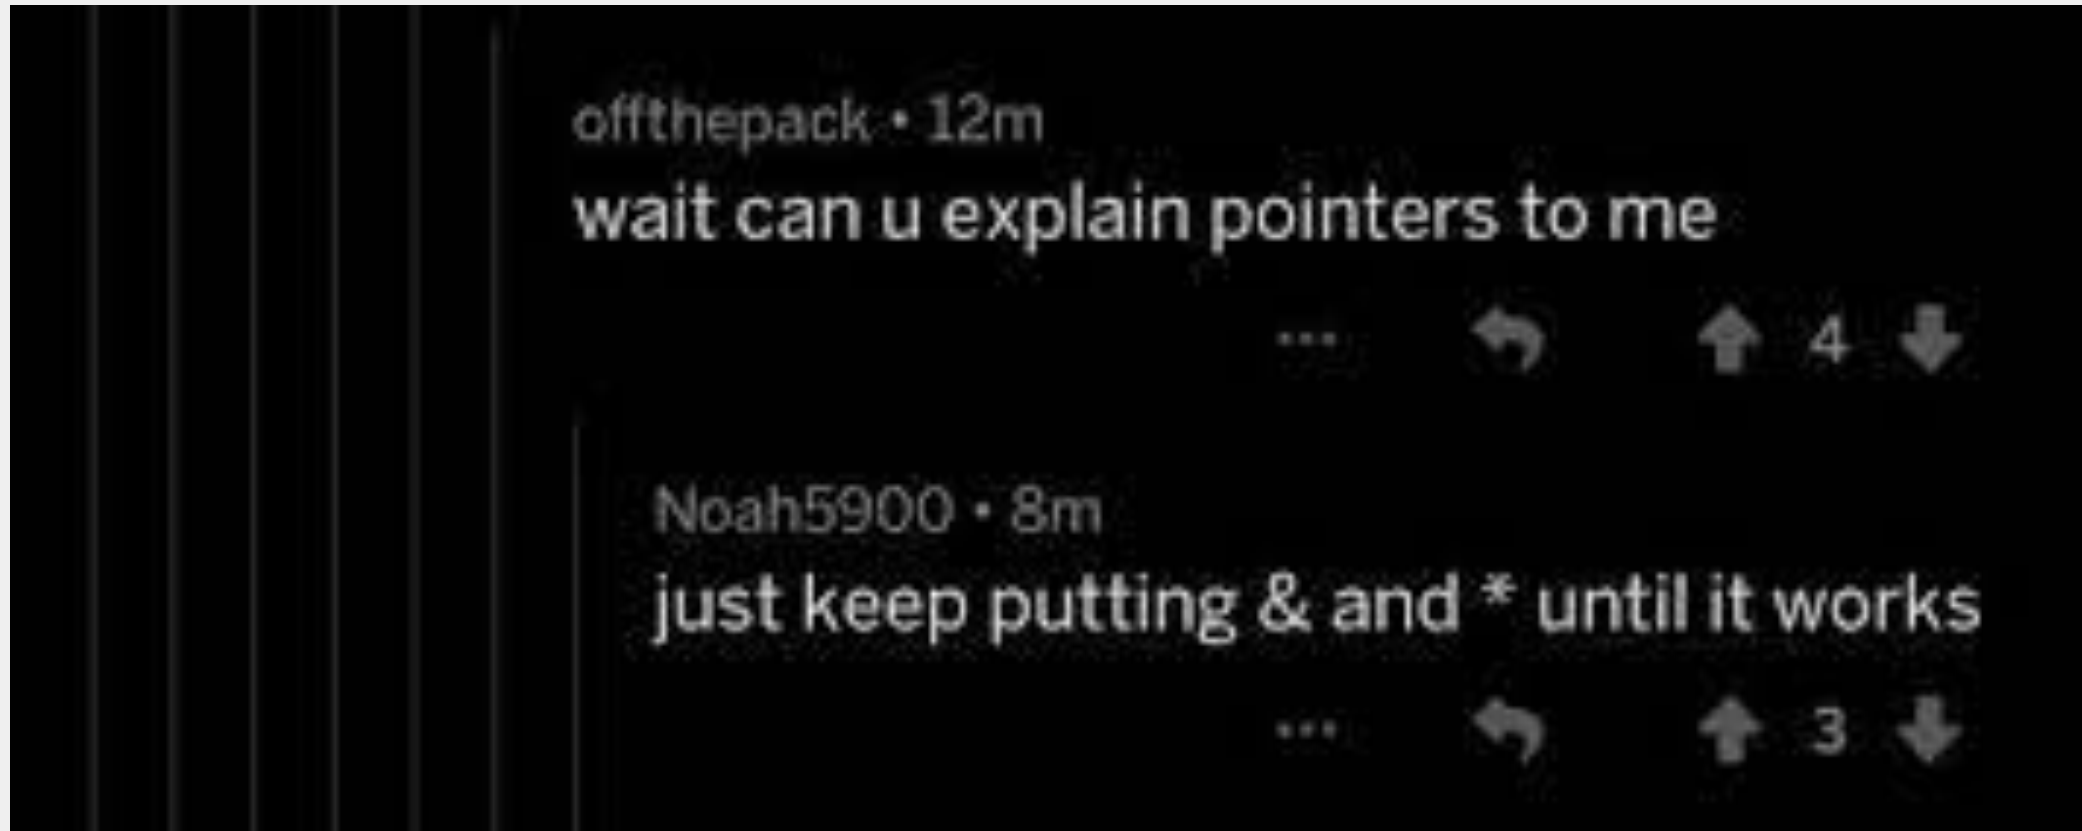 offthepack • 12m
wait can u explain pointers to me
... 4
Noah5900 • 8m
just keep putting & and * until it works
... 3